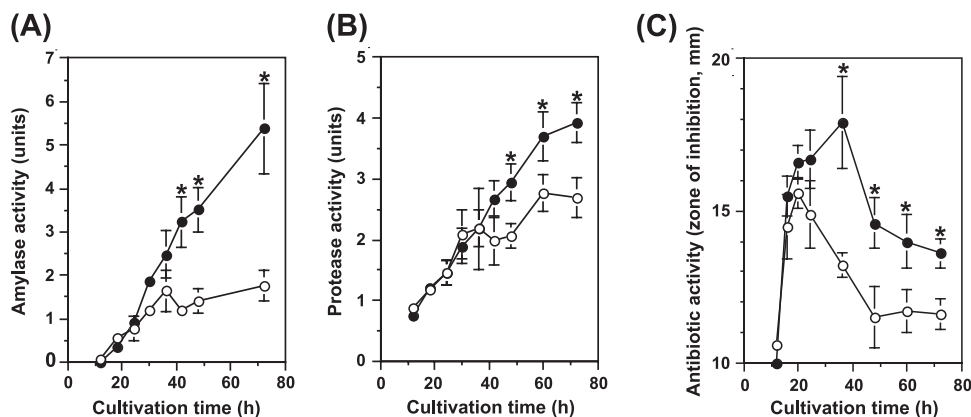 (A)
Amylase activity (units)
7
6
5
4
3
2
1
0
* * *
0 20 40 60 80
Cultivation time (h)
(B)
Protease activity (units)
5
4
3
2
1
0
* * *
0 20 40 60 80
Cultivation time (h)
(C)
Antibiotic activity (zone of inhibition, mm)
20
15
10
* * * *
0 20 40 60 80
Cultivation time (h)